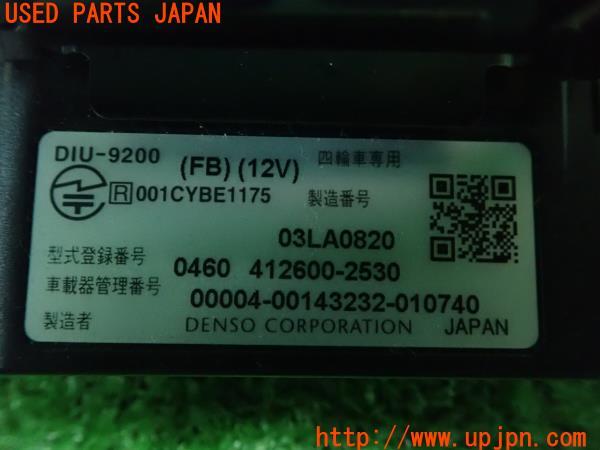 USED PARTS JAPAN
DIU-9200 (FB)(12V) 四輪車専用
R 001CYBE1175 製造番号
03LA0820
型式登録番号 0460 412600-2530
車載器管理番号 00004-00143232-010740
製造者 DENSO CORPORATION JAPAN
http://www.upjpn.com/